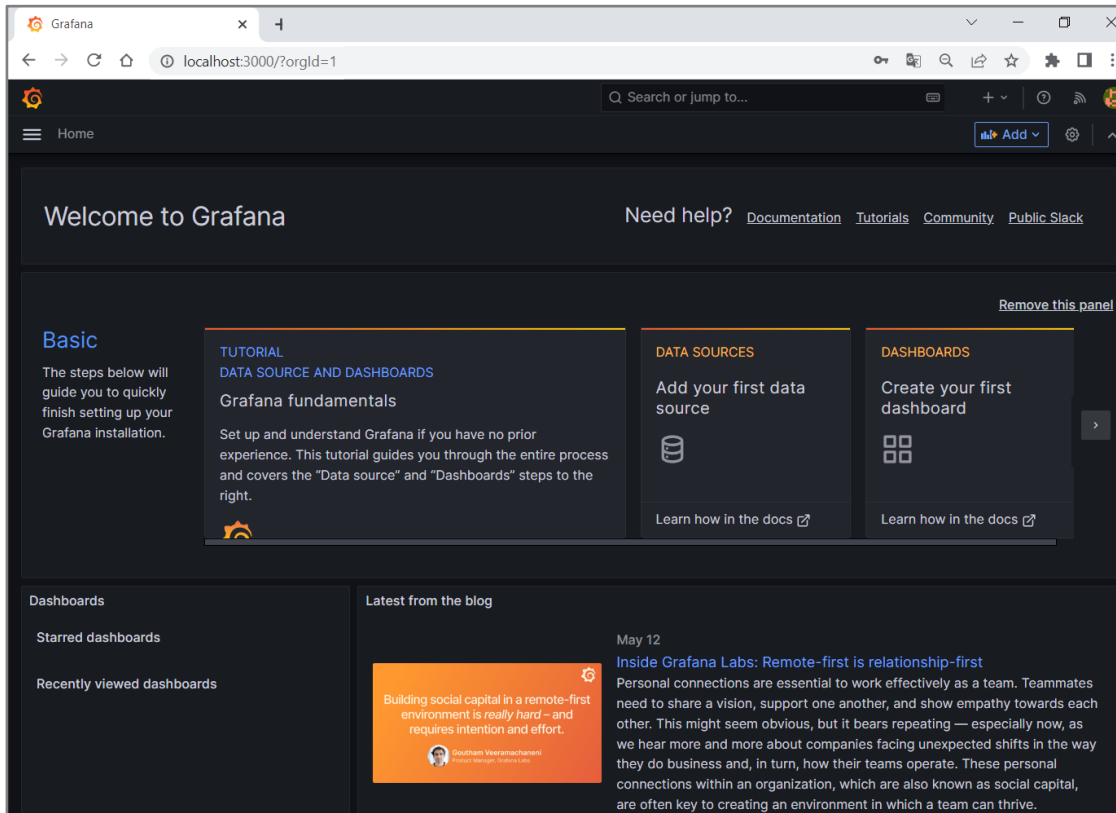 Grafana
localhost:3000/?orgId=1
Search or jump to...
Home
Add
Welcome to Grafana
Need help? Documentation Tutorials Community Public Slack
Remove this panel
Basic
The steps below will
guide you to quickly
finish setting up your
Grafana installation.
TUTORIAL
DATA SOURCE AND DASHBOARDS
Grafana fundamentals
Set up and understand Grafana if you have no prior
experience. This tutorial guides you through the entire process
and covers the “Data source” and “Dashboards” steps to the
right.
DATA SOURCES
Add your first data
source
Learn how in the docs
DASHBOARDS
Create your first
dashboard
Learn how in the docs
Dashboards
Starred dashboards
Recently viewed dashboards
Latest from the blog
Building social capital in a remote-first
environment is really hard – and
requires intention and effort.
Goutham Veeramachaneni
Product Manager, Grafana Labs
May 12
Inside Grafana Labs: Remote-first is relationship-first
Personal connections are essential to work effectively as a team. Teammates
need to share a vision, support one another, and show empathy towards each
other. This might seem obvious, but it bears repeating — especially now, as
we hear more and more about companies facing unexpected shifts in the way
they do business and, in turn, how their teams operate. These personal
connections within an organization, which are also known as social capital,
are often key to creating an environment in which a team can thrive.